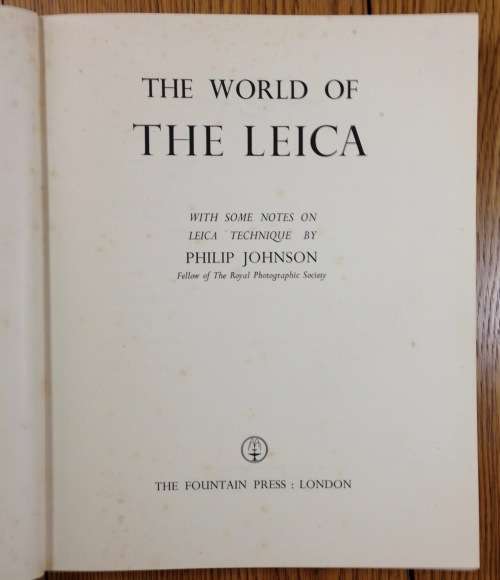 THE WORLD OF
THE LEICA
WITH SOME NOTES ON
LEICA TECHNIQUE BY
PHILIP JOHNSON
Fellow of The Royal Photographic Society
THE FOUNTAIN PRESS : LONDON